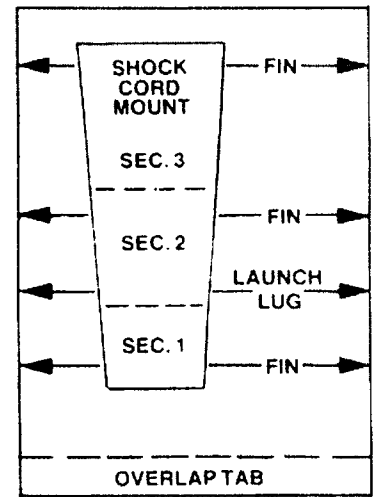 SHOCK
CORD
MOUNT
FIN
SEC. 3
FIN
SEC. 2
LAUNCH
LUG
SEC. 1
FIN
OVERLAP TAB